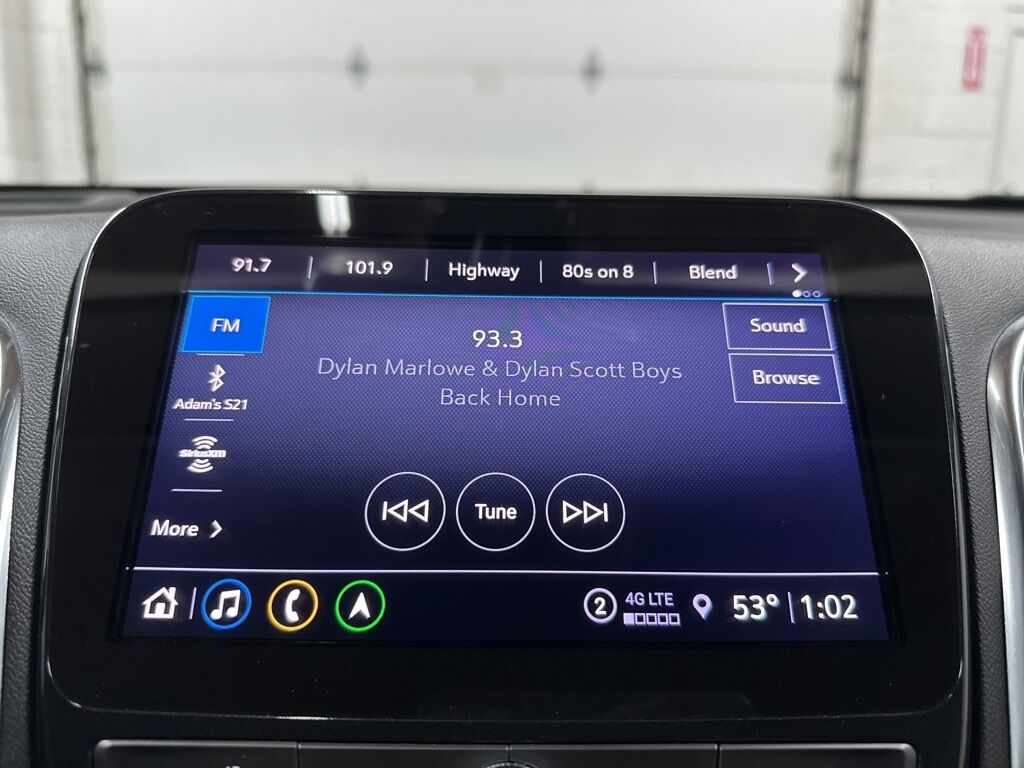 91.7 | 101.9 | Highway | 80s on 8 | Blend |
FM
93.3
Sound
Dylan Marlowe & Dylan Scott Boys
Back Home
Browse
Adam's S21
SiriusXM
Tune
More
2 4G LTE 53° | 1:02